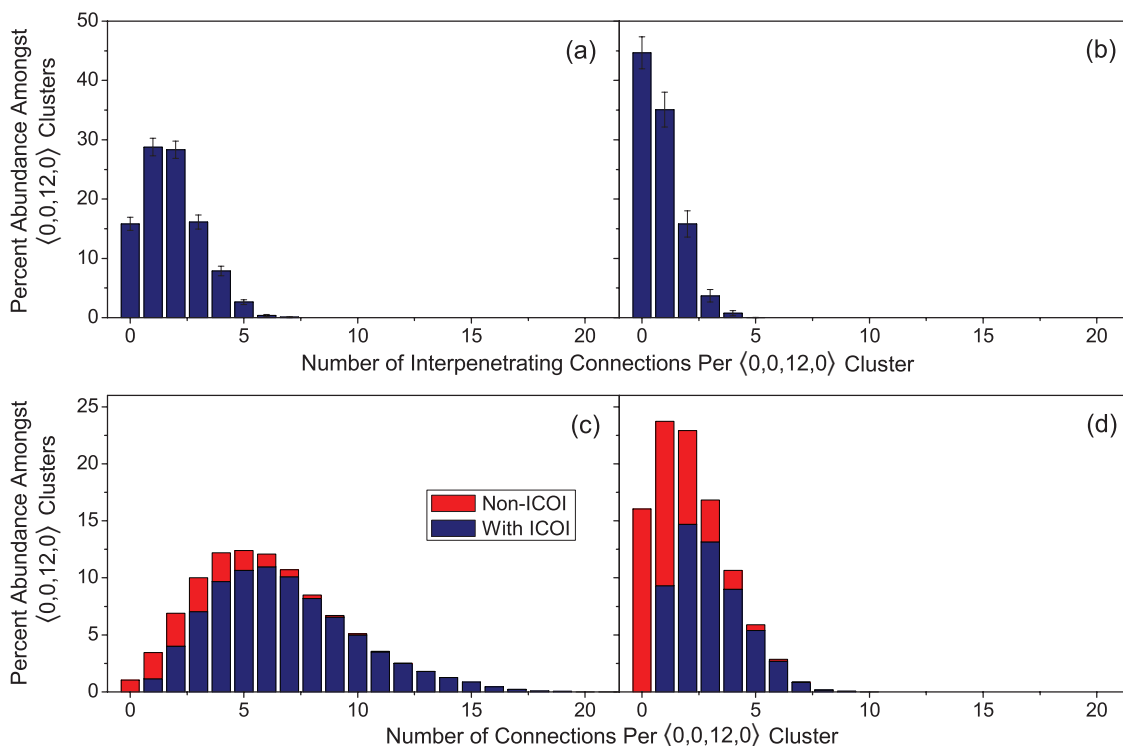 50
40
30
20
10
0
Percent Abundance Amongst
⟨0,0,12,0⟩ Clusters
(a)
(b)
0 5 10 15 20
0 5 10 15 20
Number of Interpenetrating Connections Per ⟨0,0,12,0⟩ Cluster
25
20
15
10
5
0
Percent Abundance Amongst
⟨0,0,12,0⟩ Clusters
(c)
(d)
Non-ICOI
With ICOI
0 5 10 15 20
0 5 10 15 20
Number of Connections Per ⟨0,0,12,0⟩ Cluster